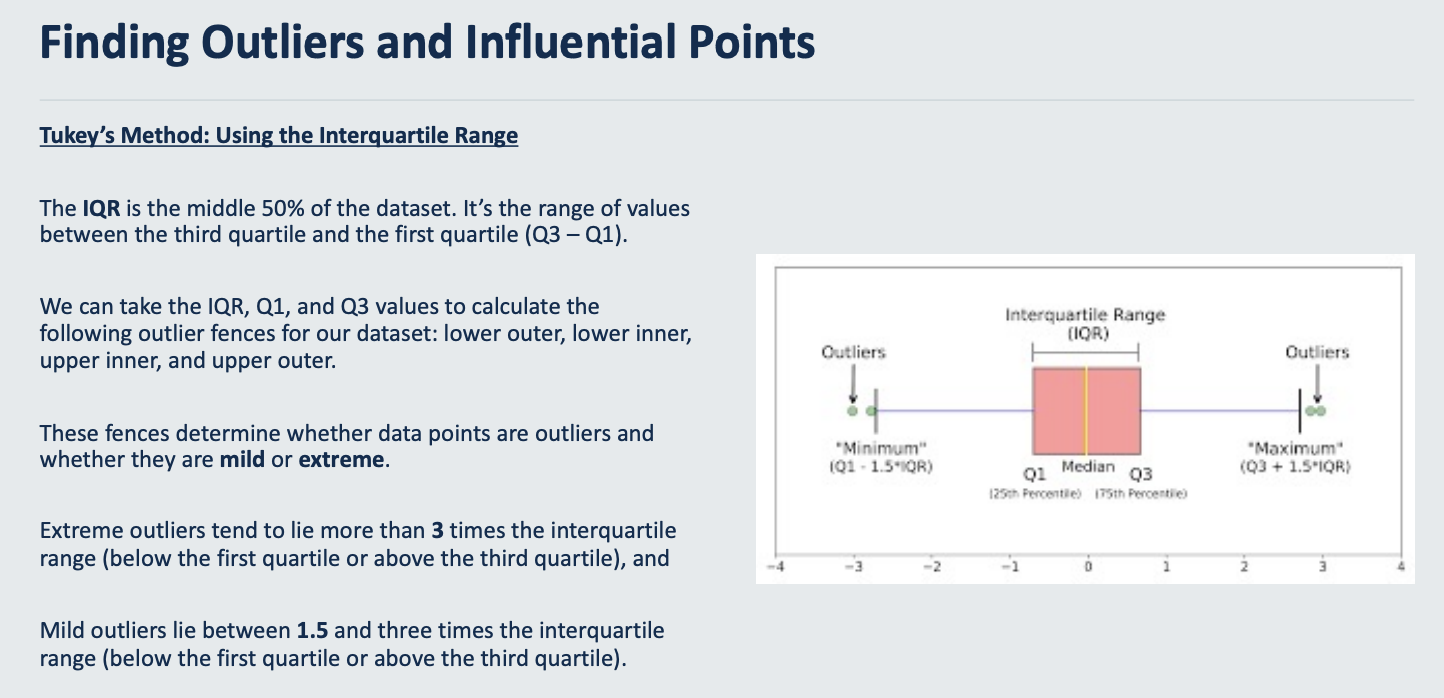 Finding Outliers and Influential Points
Tukey’s Method: Using the Interquartile Range
The IQR is the middle 50% of the dataset. It’s the range of values
between the third quartile and the first quartile (Q3 – Q1).
We can take the IQR, Q1, and Q3 values to calculate the
following outlier fences for our dataset: lower outer, lower inner,
upper inner, and upper outer.
These fences determine whether data points are outliers and
whether they are mild or extreme.
Extreme outliers tend to lie more than 3 times the interquartile
range (below the first quartile or above the third quartile), and
Mild outliers lie between 1.5 and three times the interquartile
range (below the first quartile or above the third quartile).
Interquartile Range
(IQR)
Outliers
Outliers
"Minimum"
(Q1 - 1.5*IQR)
"Maximum"
(Q3 + 1.5*IQR)
Q1
Median
Q3
(25th Percentile)
(75th Percentile)
−4 −3 −2 −1 0 1 2 3 4